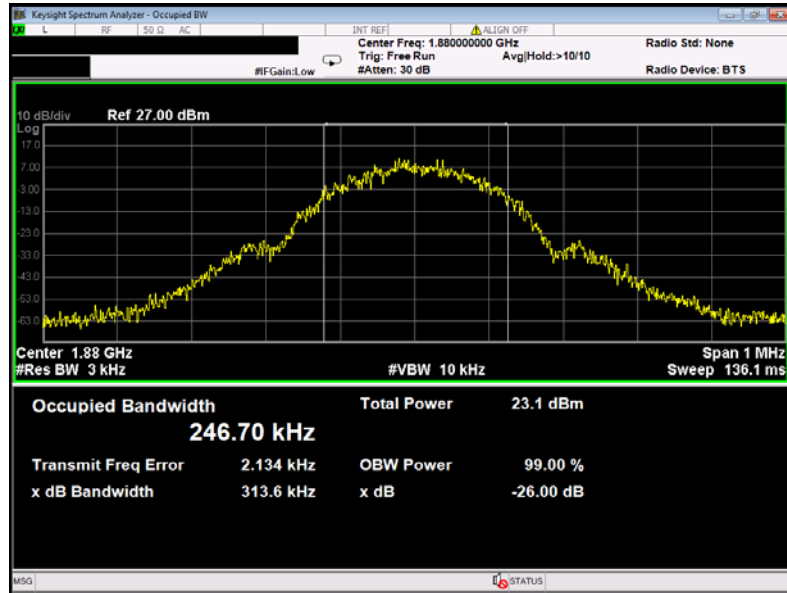 Keysight Spectrum Analyzer - Occupied BW
L RF 50 Ω AC INT REF ALIGN OFF
Center Freq: 1.880000000 GHz Radio Std: None
Trig: Free Run Avg|Hold:>10/10
#IFGain:Low #Atten: 30 dB Radio Device: BTS
10 dB/div Ref 27.00 dBm
Log
17.0
7.00
-3.00
-13.0
-23.0
-33.0
-43.0
-53.0
-63.0
Center 1.88 GHz Span 1 MHz
#Res BW 3 kHz #VBW 10 kHz Sweep 136.1 ms
Occupied Bandwidth Total Power 23.1 dBm
246.70 kHz
Transmit Freq Error 2.134 kHz OBW Power 99.00 %
x dB Bandwidth 313.6 kHz x dB -26.00 dB
MSG STATUS